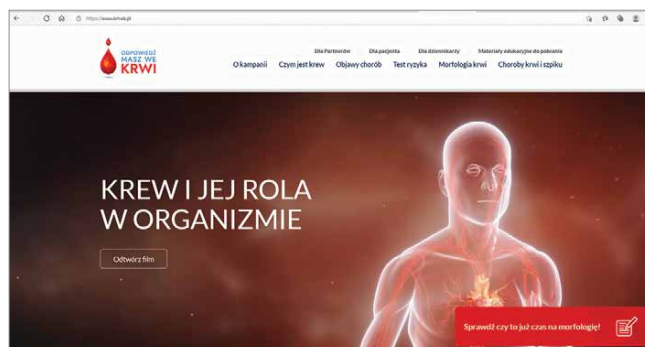 ODPOWIEDŹ
MASZ WE
KRWI
Dla Partnerów Dla pacjenta Dla dziennikarzy Materiały edukacyjne do pobrania
O kampanii Czym jest krew Objawy chorób Test ryzyka Morfologia krwi Choroby krwi i szpiku
KREW I JEJ ROLA
W ORGANIZMIE
Odtwórz film
Sprawdź czy to już czas na morfologię!